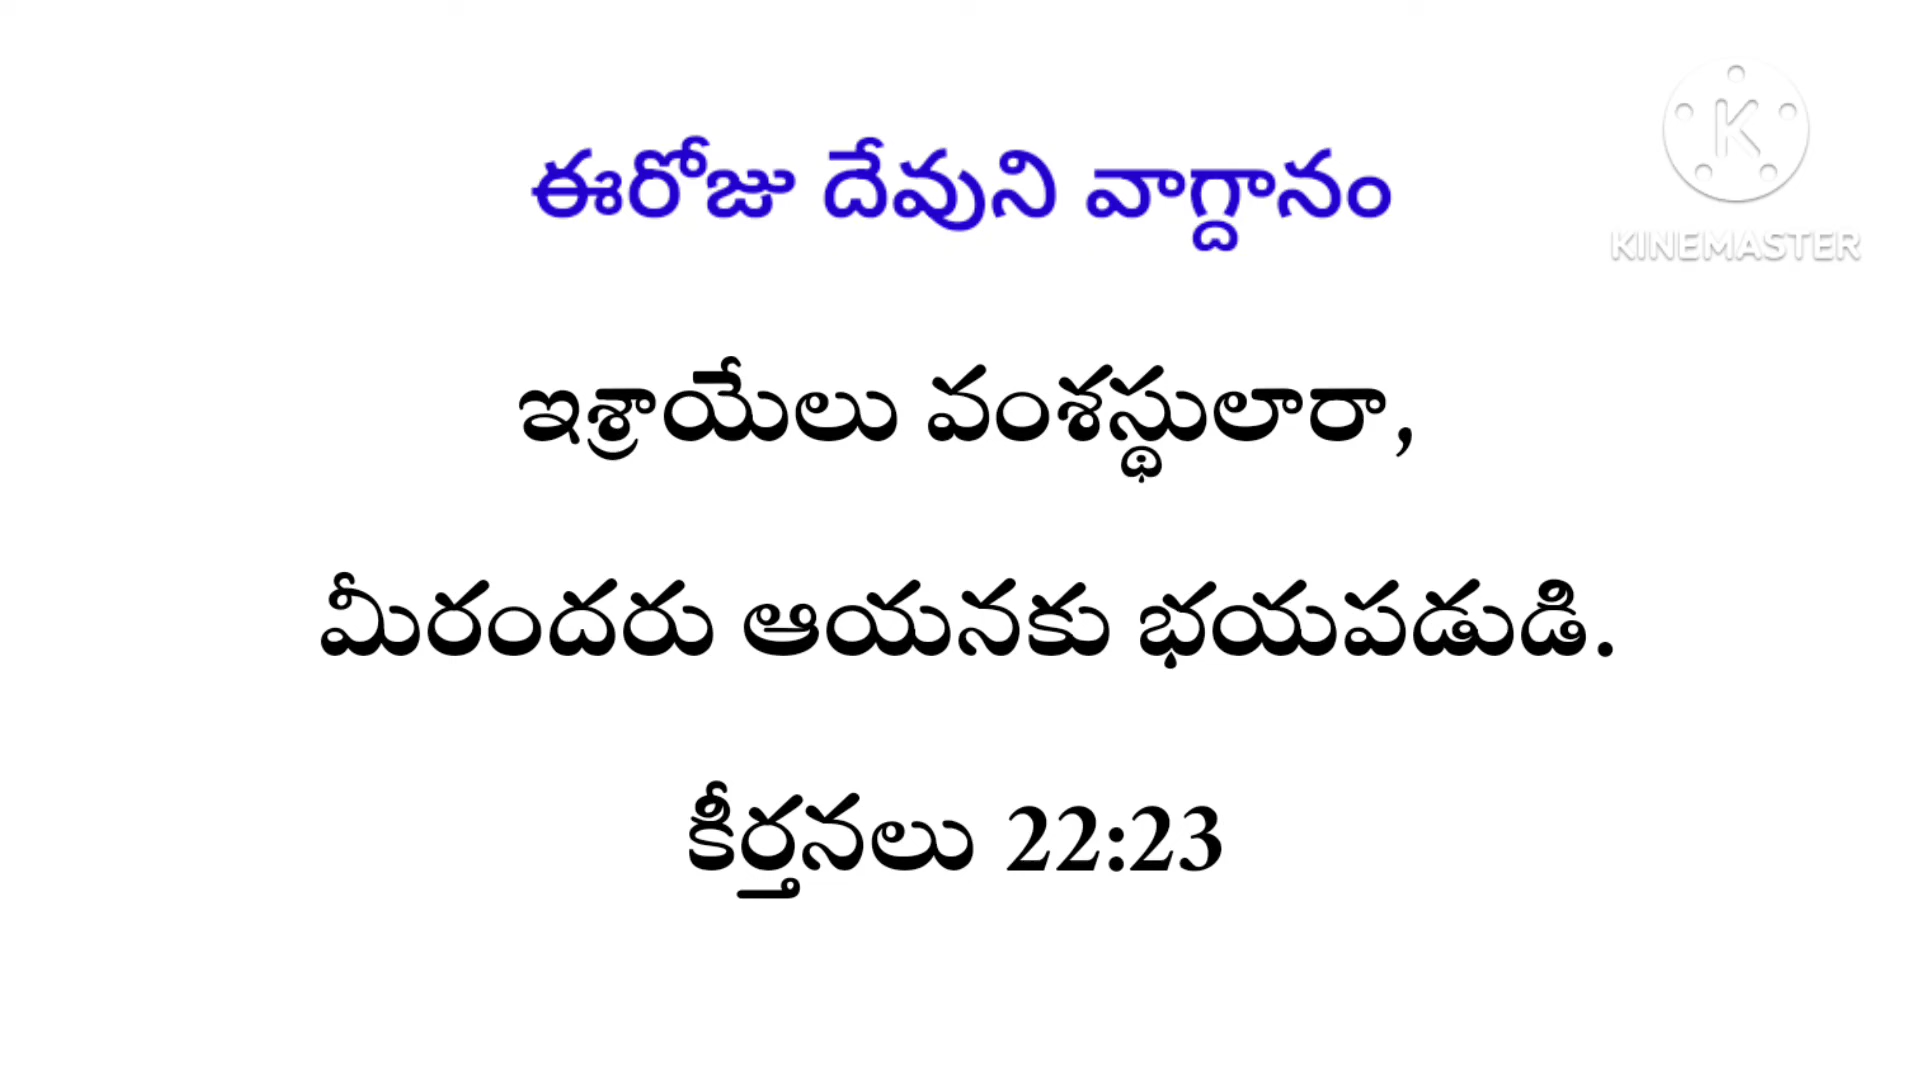 ఈరోజు దేవుని వాగ్దానం
K
KINEMASTER
ఇశ్రాయేలు వంశస్థులారా,
మీరందరు ఆయనకు భయపడుడి.
కీర్తనలు 22:23